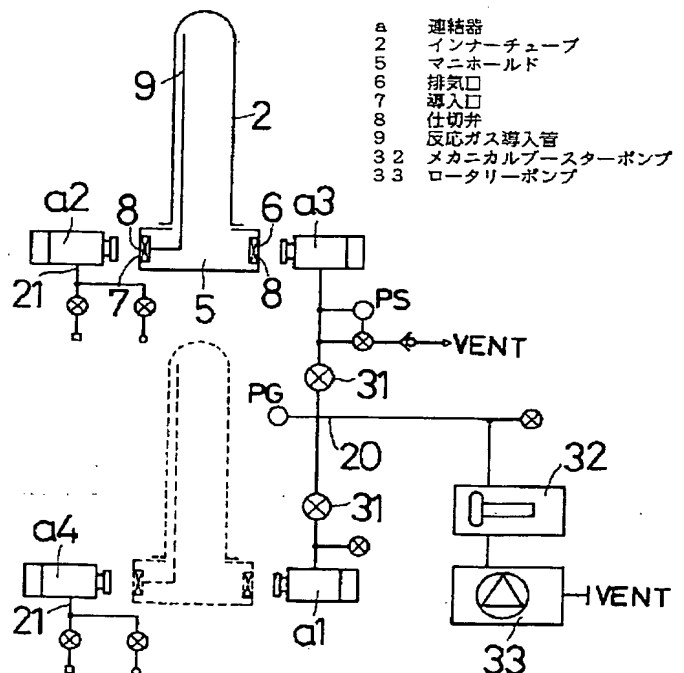 a 連結器
2 インナーチューブ
5 マニホールド
6 排気口
7 導入口
8 仕切弁
9 反応ガス導入管
32 メカニカルブースターポンプ
33 ロータリーポンプ
9
2
a2
8
6
a3
21
7
5
8
PS
VENT
31
PG
20
32
31
a4
21
a1
VENT
33